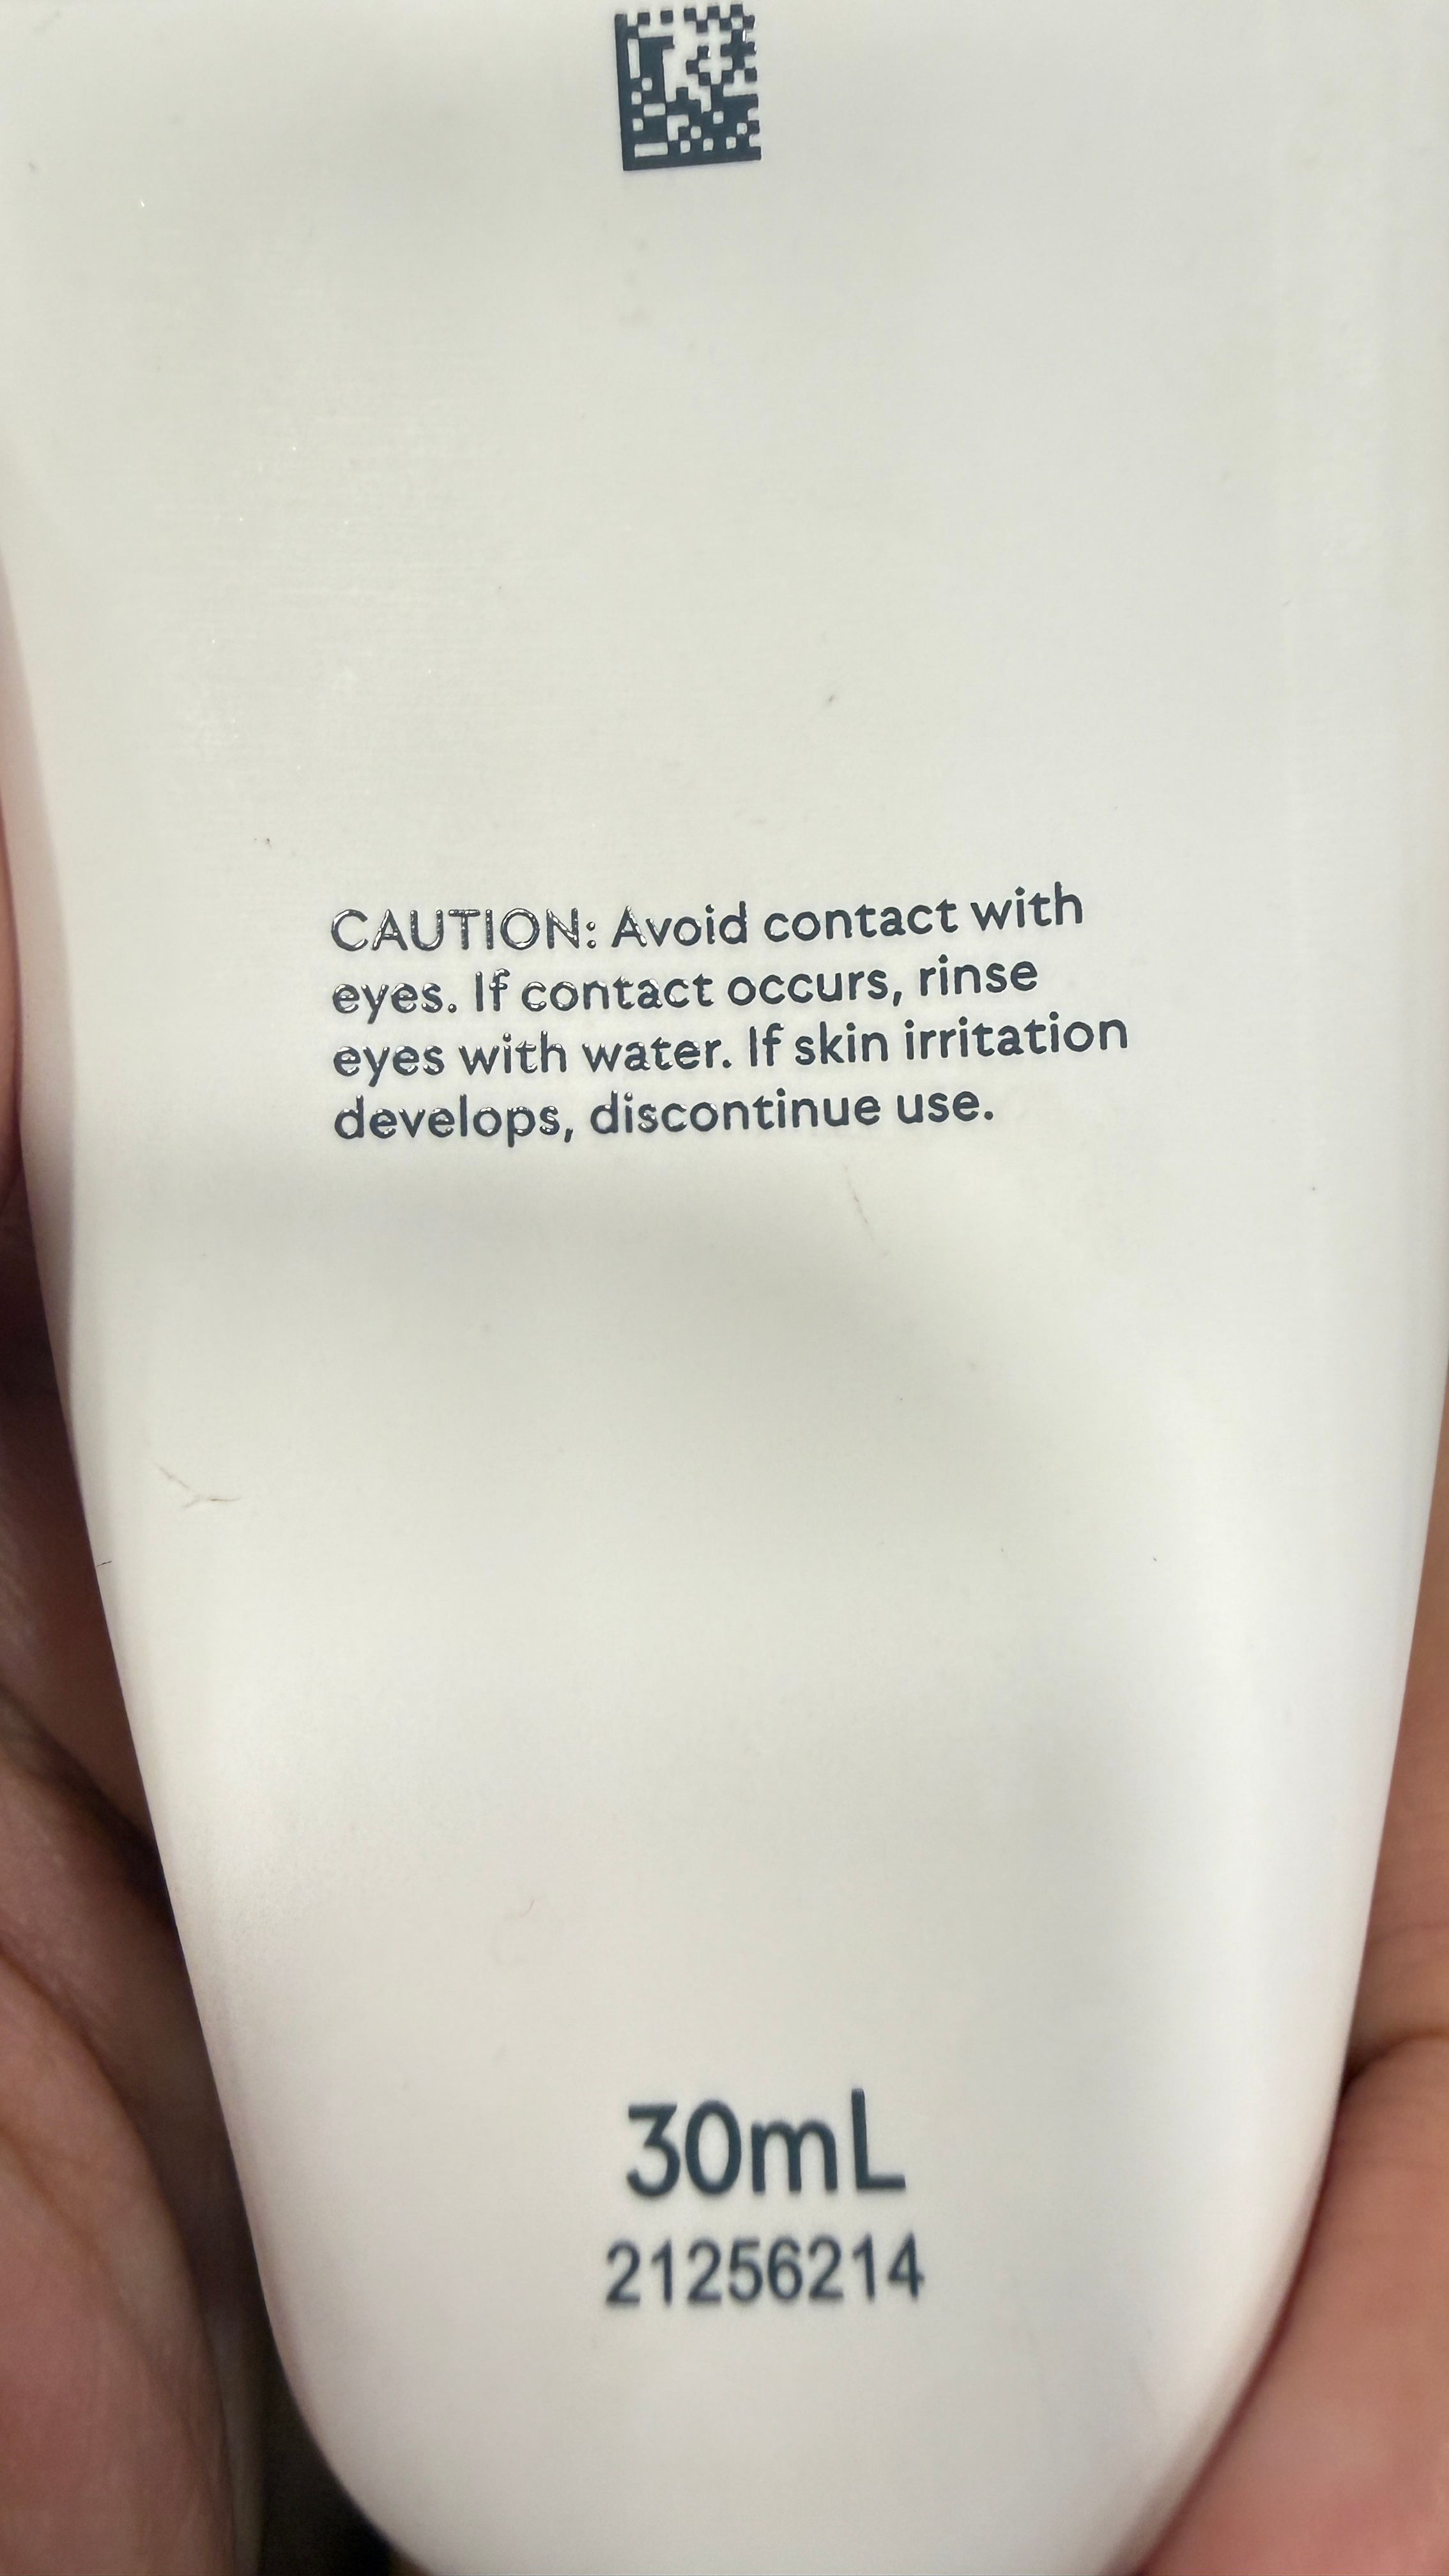 CAUTION: Avoid contact with
eyes. If contact occurs, rinse
eyes with water. If skin irritation
develops, discontinue use.
30mL
21256214